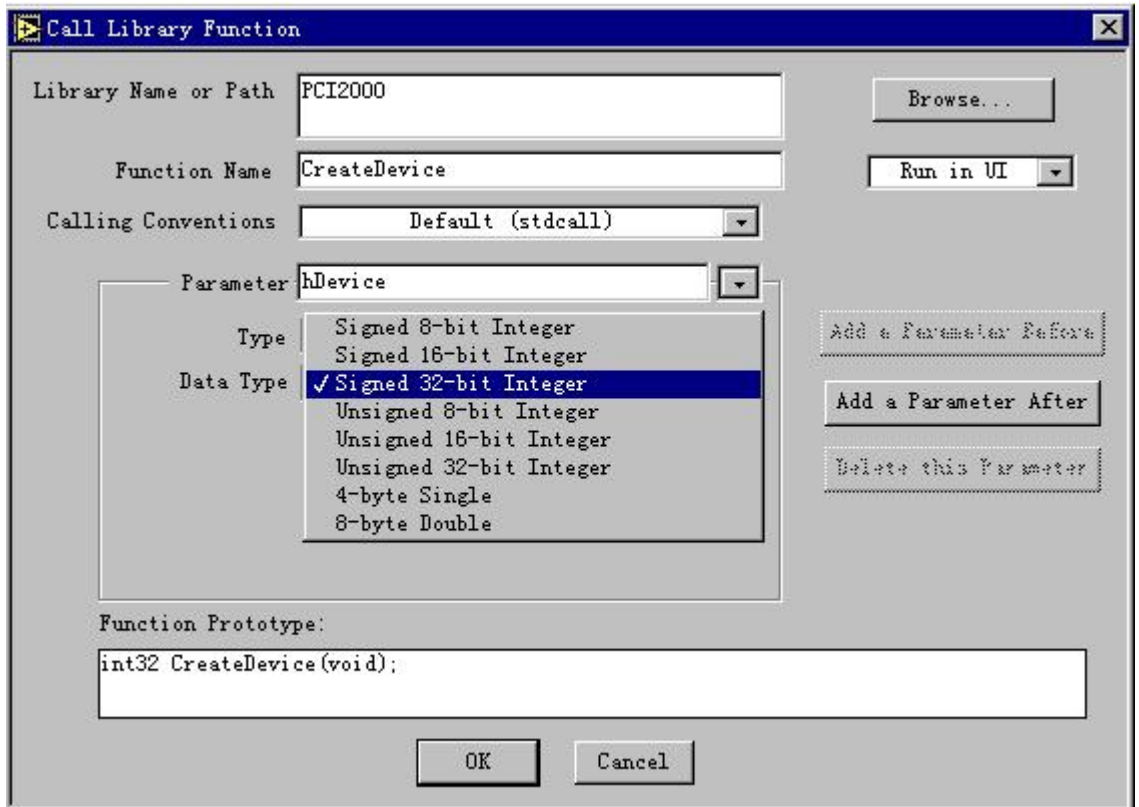 Call Library Function
Library Name or Path PCI2000 Browse...
Function Name CreateDevice Run in UI
Calling Conventions Default (stdcall)
Parameter hDevice
Type
Signed 8-bit Integer
Signed 16-bit Integer
Data Type ✓Signed 32-bit Integer
Unsigned 8-bit Integer
Unsigned 16-bit Integer
Unsigned 32-bit Integer
4-byte Single
8-byte Double
Add a Parameter Before
Add a Parameter After
Delete this Parameter
Function Prototype:
int32 CreateDevice(void);
OK Cancel